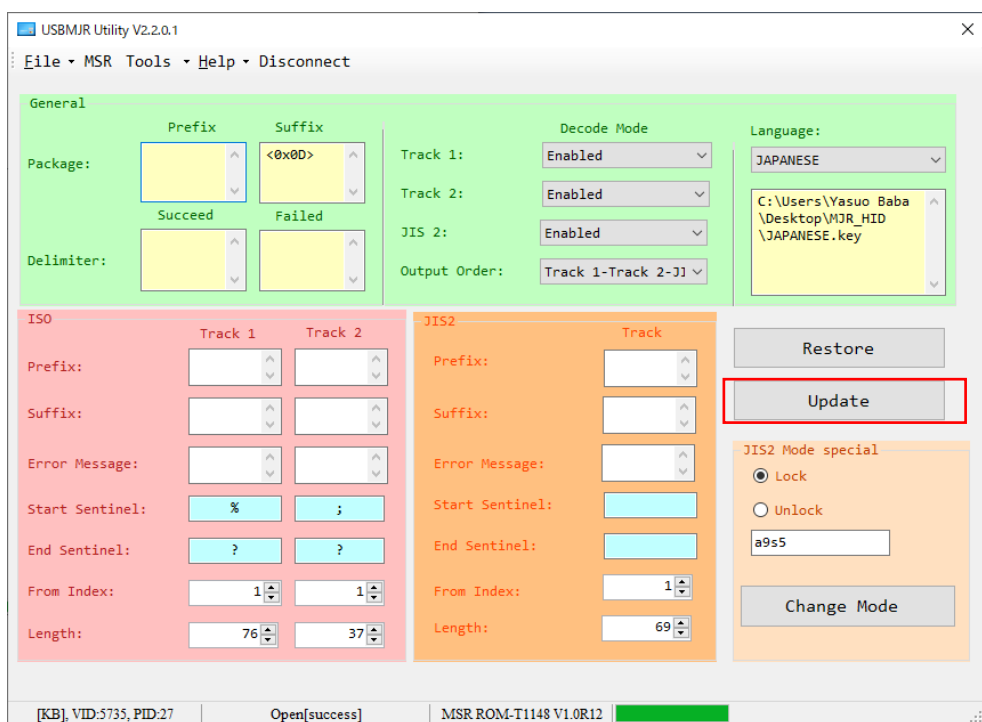 USBMJR Utility V2.2.0.1
File MSR Tools Help Disconnect
General
Prefix Suffix Decode Mode Language:
Package: <0x0D> Track 1: Enabled JAPANESE
Track 2: Enabled
C:\Users\Yasuo Baba
\Desktop\MJR_HID
\JAPANESE.key
Succeed Failed
JIS 2: Enabled
Delimiter: Output Order: Track 1-Track 2-JI
ISO
Track 1 Track 2
Prefix:
Suffix:
Error Message:
Start Sentinel: % ;
End Sentinel: ? ?
From Index: 1 1
Length: 76 37
JIS2
Track
Prefix:
Suffix:
Error Message:
Start Sentinel:
End Sentinel:
From Index: 1
Length: 69
Restore
Update
JIS2 Mode special
Lock
Unlock
a9s5
Change Mode
[KB], VID:5735, PID:27 Open[success] MSR ROM-T1148 V1.0R12